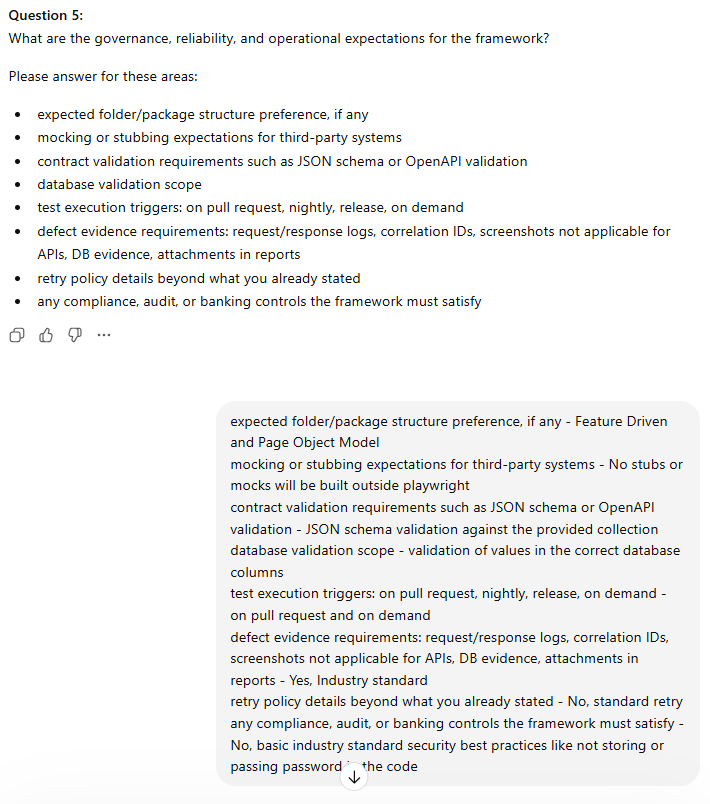 Question 5:
What are the governance, reliability, and operational expectations for the framework?
Please answer for these areas:
expected folder/package structure preference, if any
mocking or stubbing expectations for third-party systems
contract validation requirements such as JSON schema or OpenAPI validation
database validation scope
test execution triggers: on pull request, nightly, release, on demand
defect evidence requirements: request/response logs, correlation IDs, screenshots not applicable for
APIs, DB evidence, attachments in reports
retry policy details beyond what you already stated
any compliance, audit, or banking controls the framework must satisfy
expected folder/package structure preference, if any - Feature Driven
and Page Object Model
mocking or stubbing expectations for third-party systems - No stubs or
mocks will be built outside playwright
contract validation requirements such as JSON schema or OpenAPI
validation - JSON schema validation against the provided collection
database validation scope - validation of values in the correct database
columns
test execution triggers: on pull request, nightly, release, on demand -
on pull request and on demand
defect evidence requirements: request/response logs, correlation IDs,
screenshots not applicable for APIs, DB evidence, attachments in
reports - Yes, Industry standard
retry policy details beyond what you already stated - No, standard retry
any compliance, audit, or banking controls the framework must satisfy -
No, basic industry standard security best practices like not storing or
passing password the code